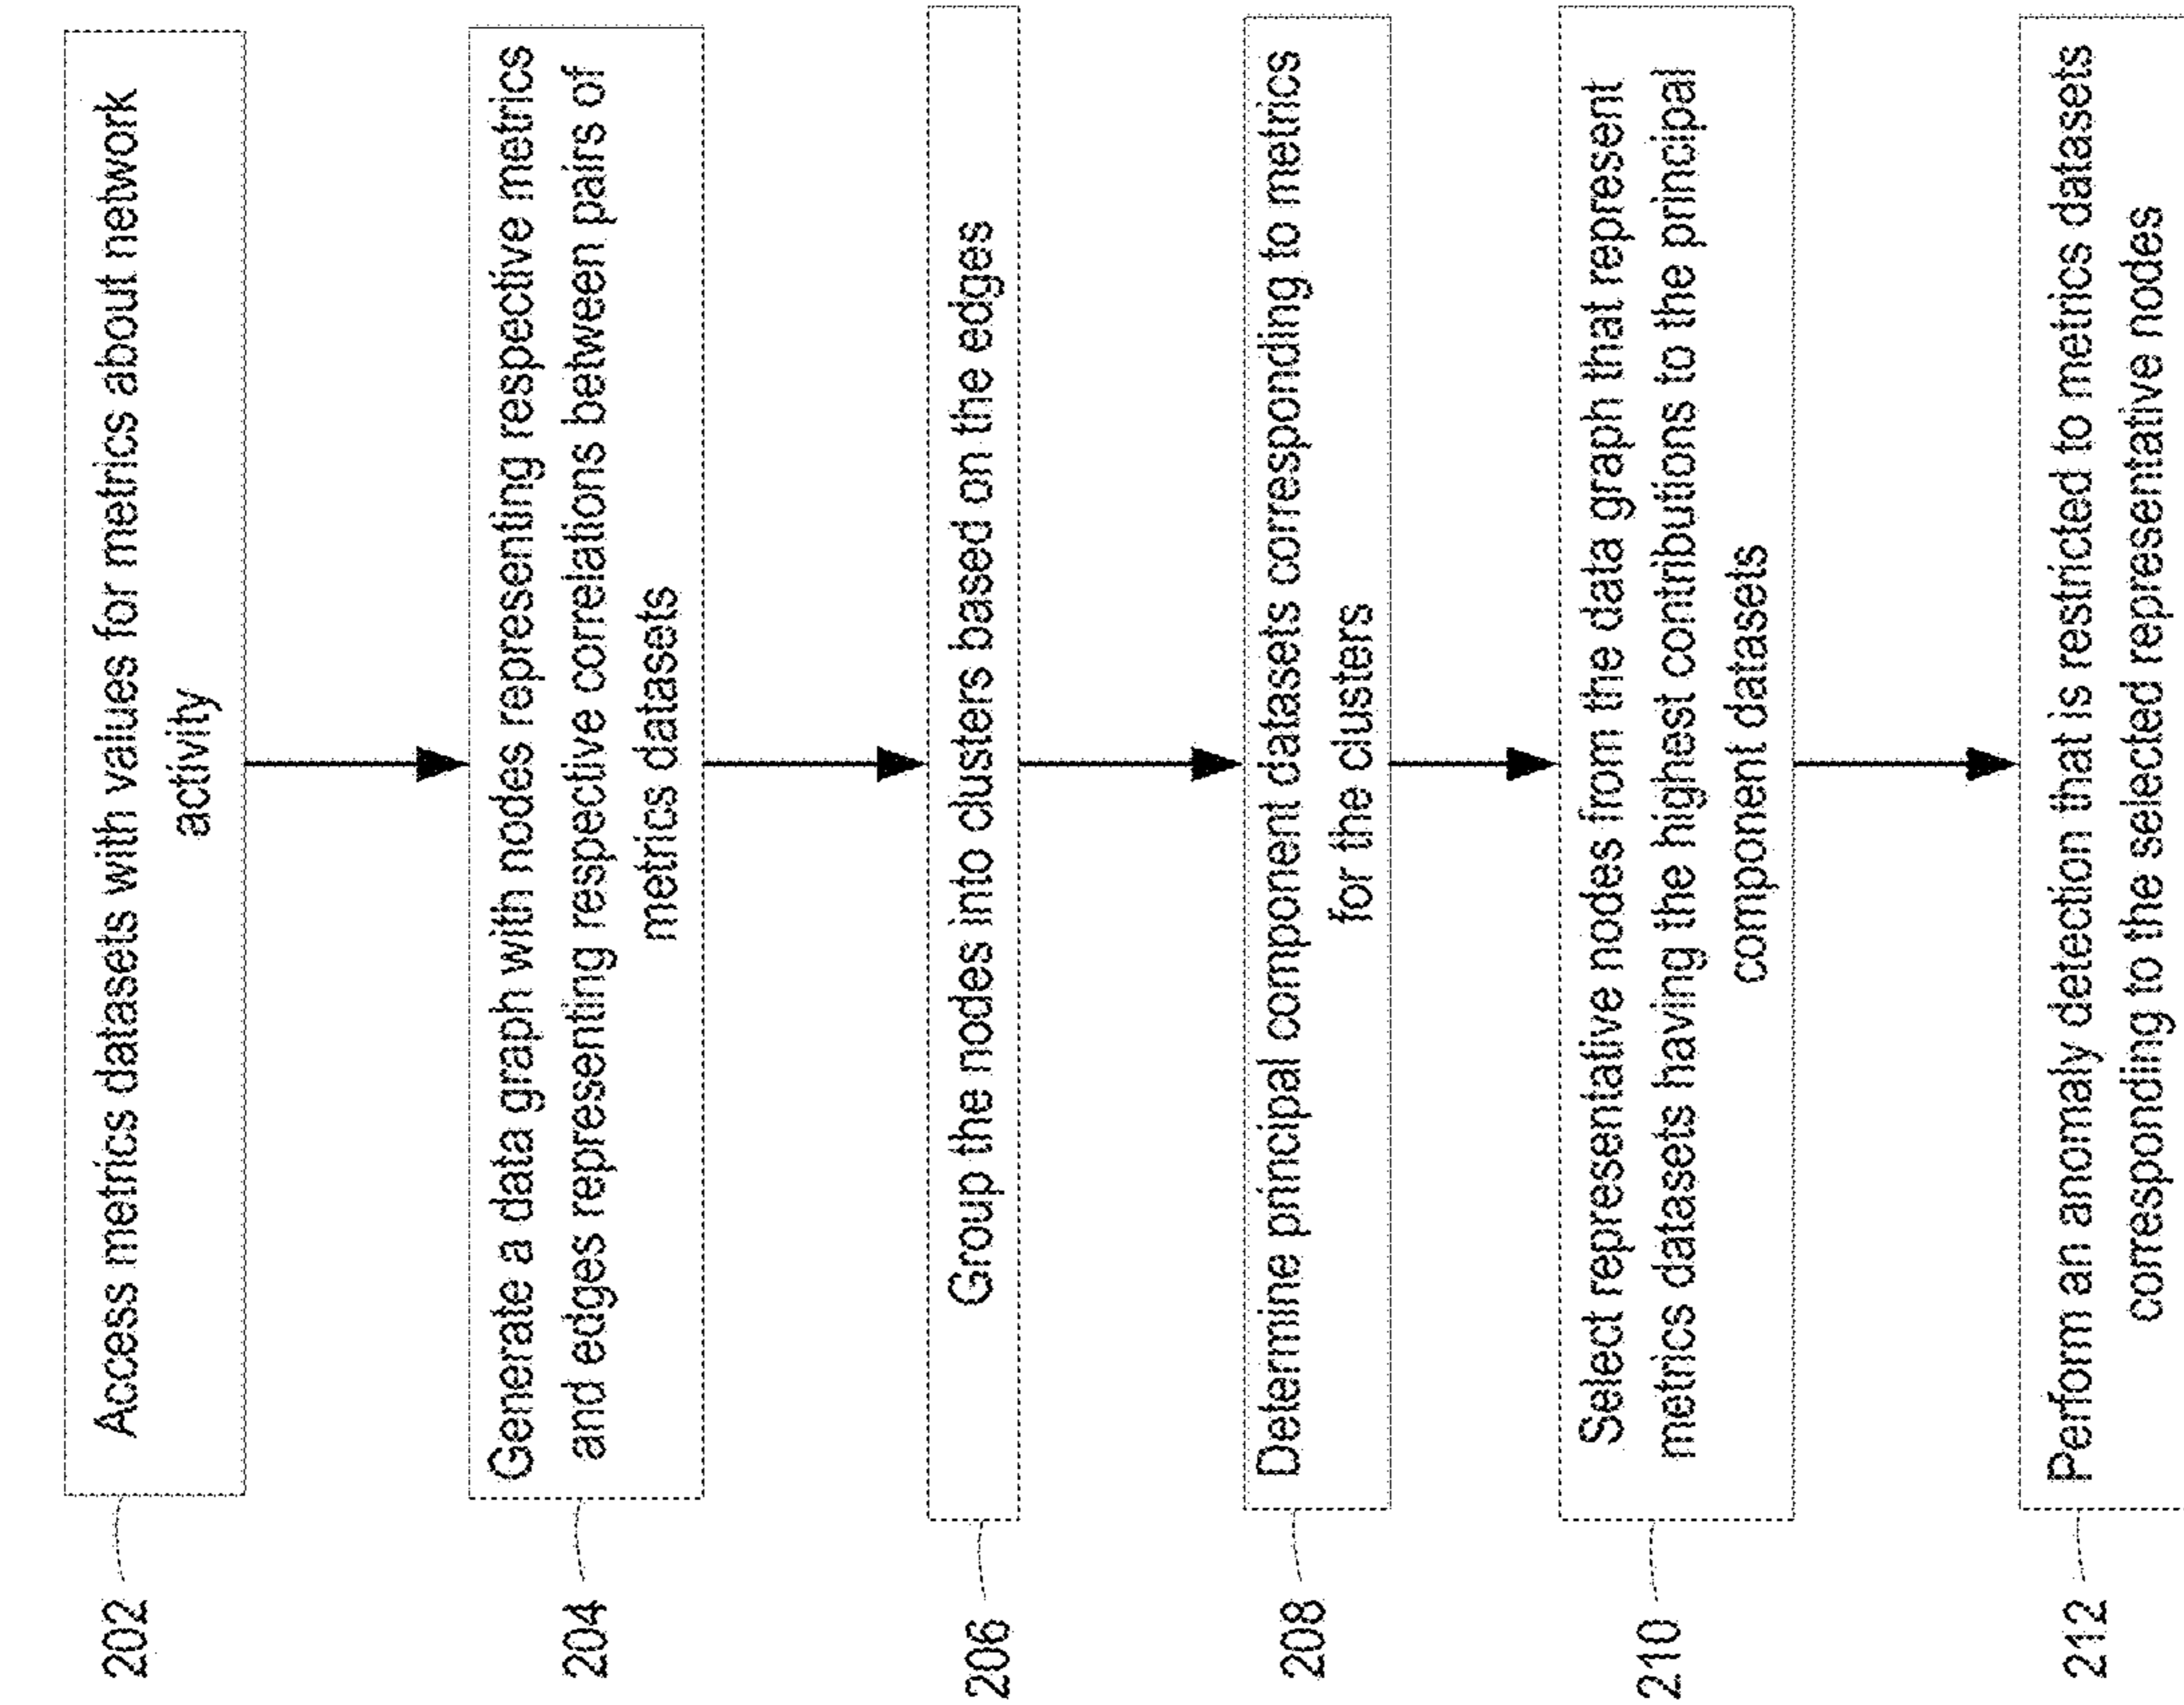 202
Access metrics datasets with values for metrics about network
activity
204
Generate a data graph with nodes representing respective metrics
and edges representing respective correlations between pairs of
metrics datasets
206
Group the nodes into clusters based on the edges
208
Determine principal component datasets corresponding to metrics
for the clusters
210
Select representative nodes from the data graph that represent
metrics datasets having the highest contributions to the principal
component datasets
212
Perform an anomaly detection that is restricted to metrics datasets
corresponding to the selected representative nodes